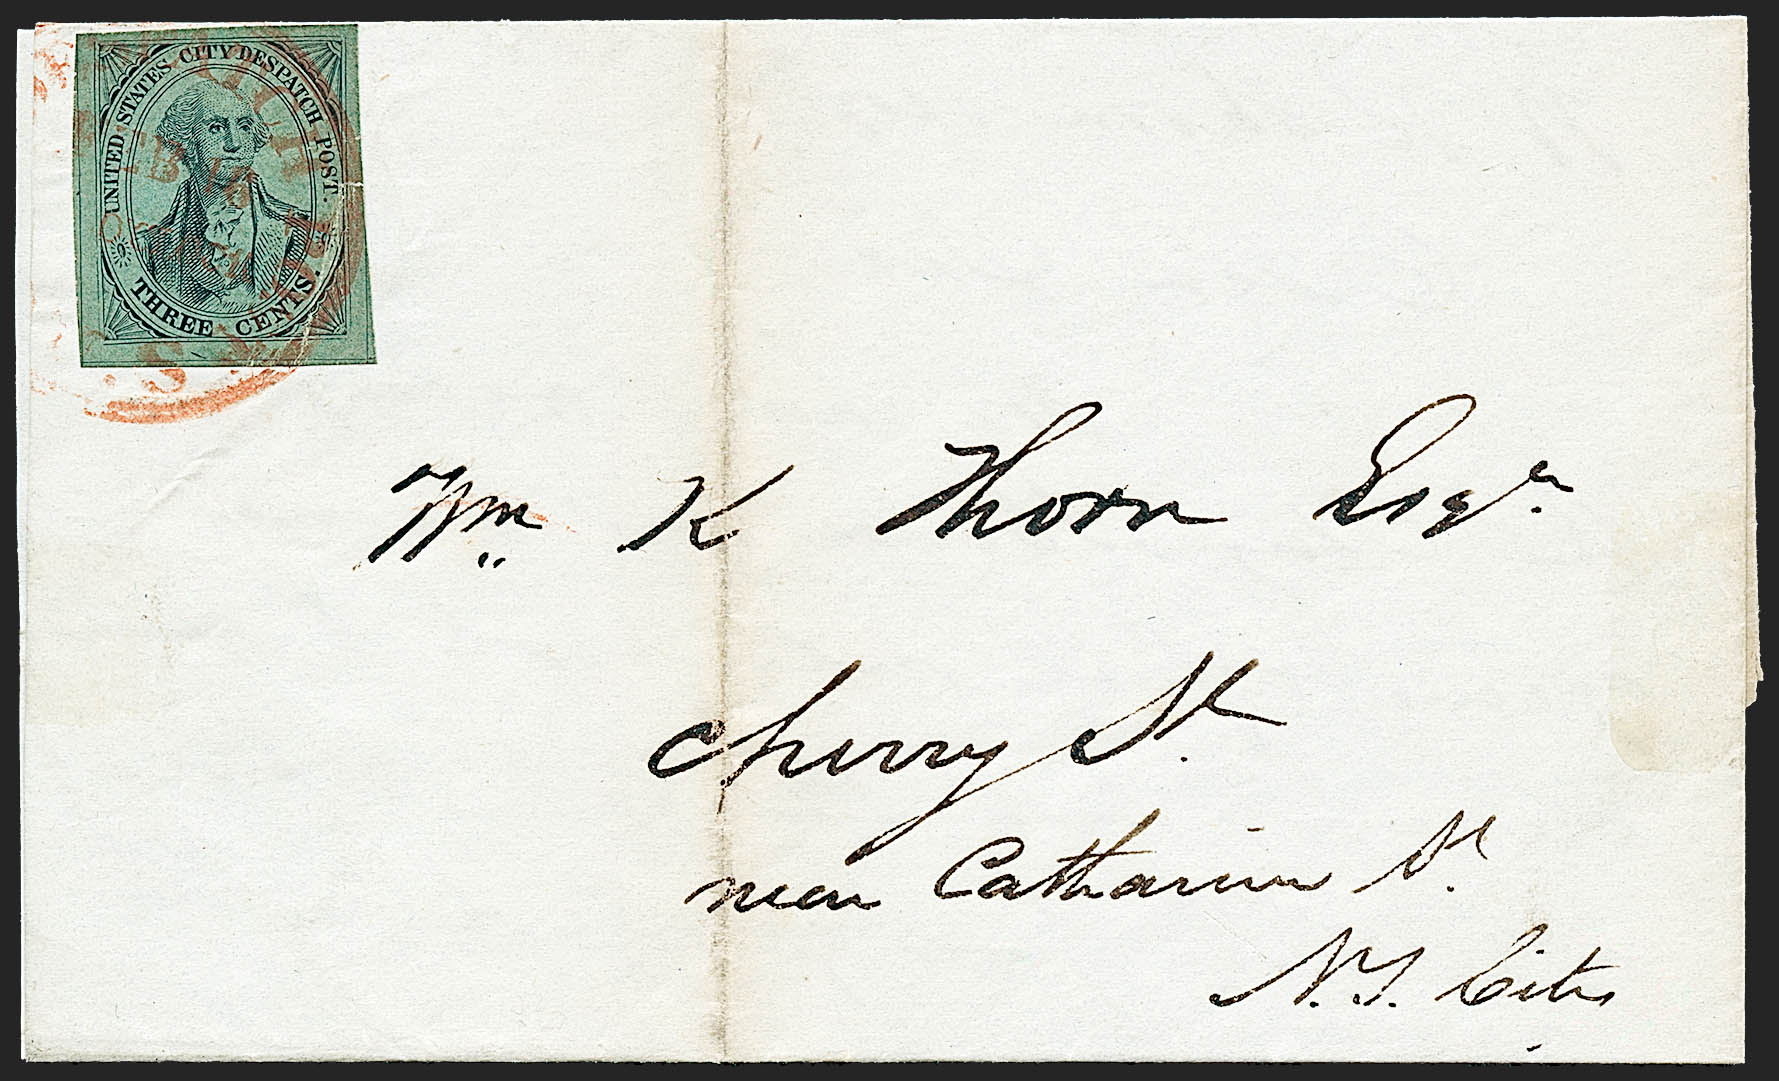 UNITED STATES CITY DESPATCH POST.
THREE CENTS.
Wm K Thorn Esqr
Cherry St.
near Catharine St.
N.Y. City